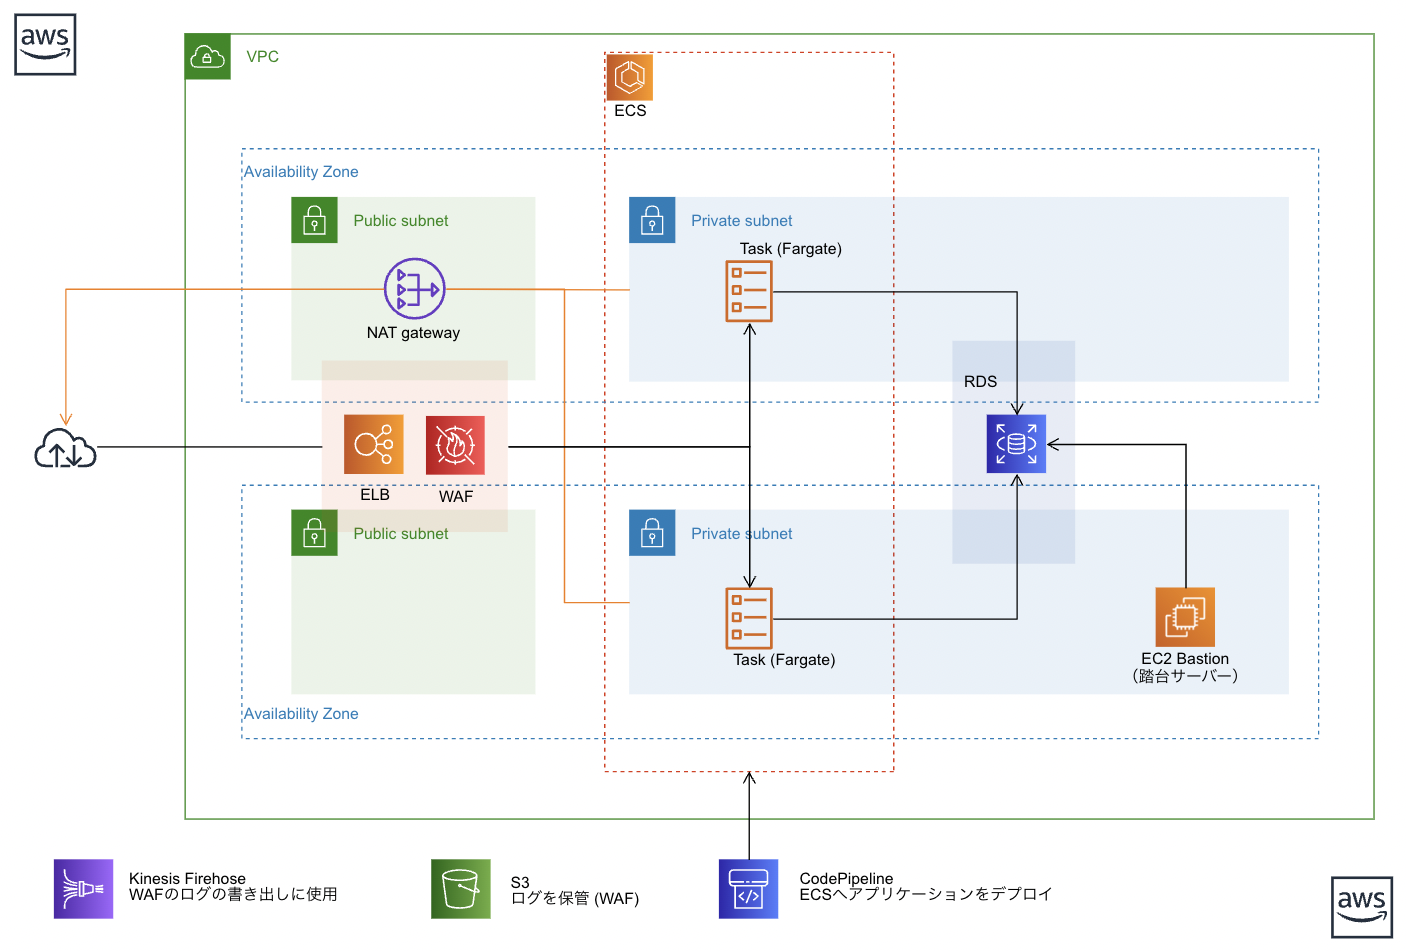 aws
VPC
ECS
Availability Zone
Public subnet
Private subnet
Task (Fargate)
NAT gateway
RDS
ELB
WAF
Public subnet
Private subnet
Task (Fargate)
EC2 Bastion
（踏台サーバー）
Availability Zone
Kinesis Firehose
WAFのログの書き出しに使用
S3
ログを保管 (WAF)
CodePipeline
ECSへアプリケーションをデプロイ
aws